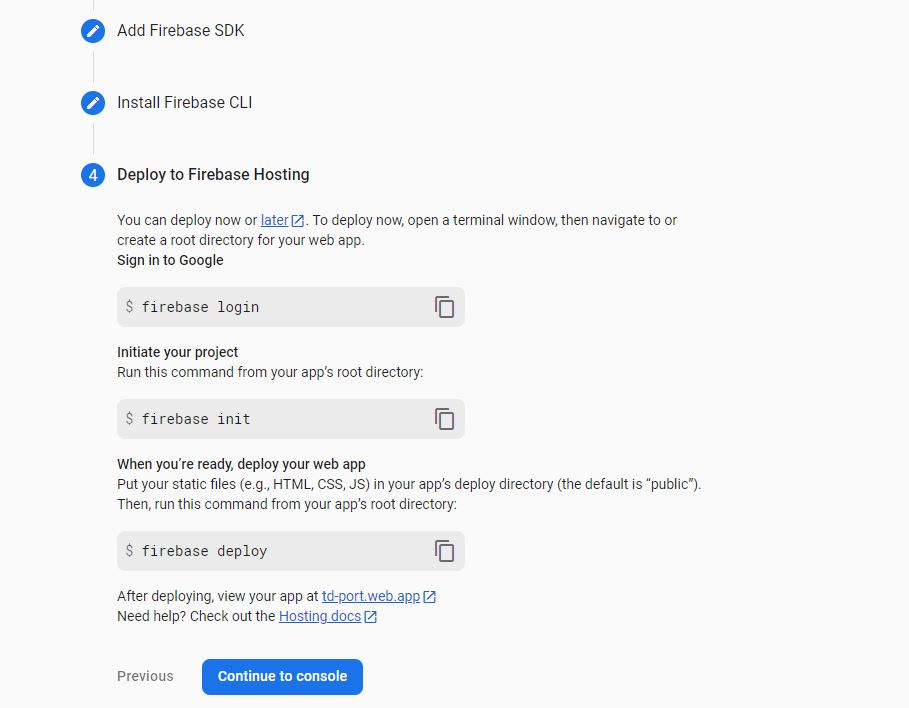 Add Firebase SDK
Install Firebase CLI
4 Deploy to Firebase Hosting
You can deploy now or later. To deploy now, open a terminal window, then navigate to or
create a root directory for your web app.
Sign in to Google
$ firebase login
Initiate your project
Run this command from your app’s root directory:
$ firebase init
When you’re ready, deploy your web app
Put your static files (e.g., HTML, CSS, JS) in your app’s deploy directory (the default is “public”).
Then, run this command from your app’s root directory:
$ firebase deploy
After deploying, view your app at td-port.web.app
Need help? Check out the Hosting docs
Previous Continue to console